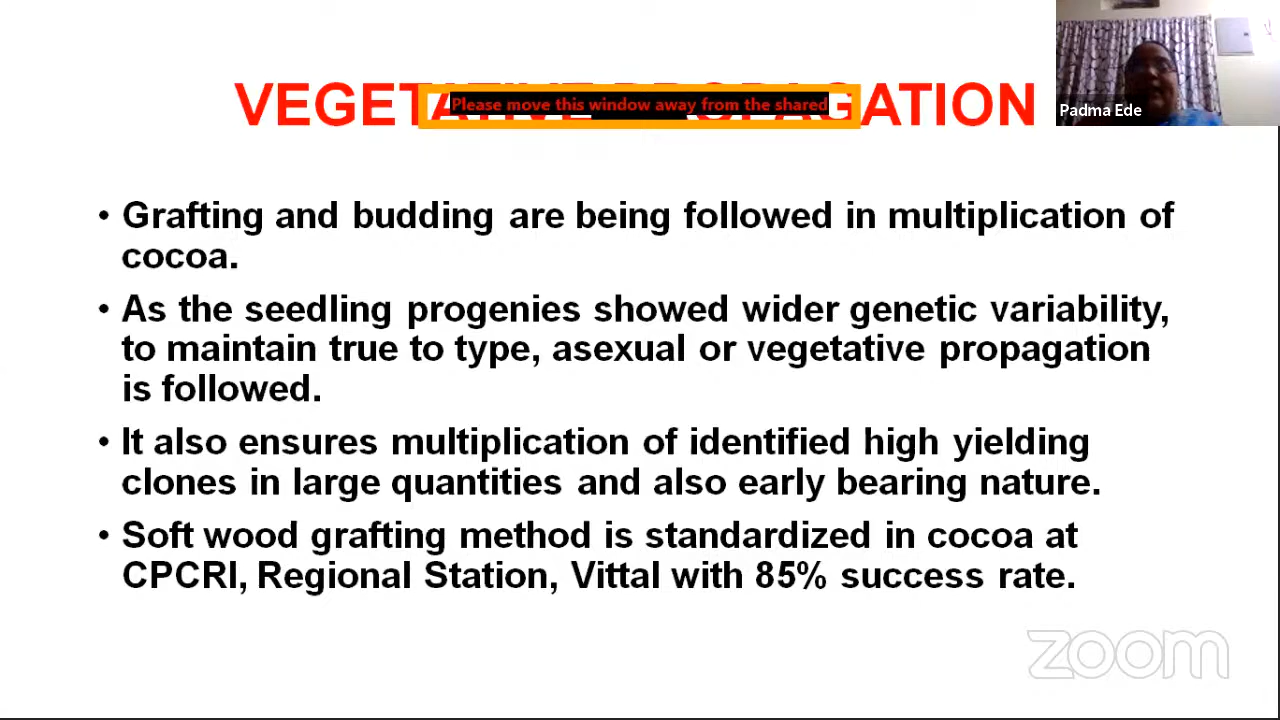 VEGETATIVE PROPAGATION
Please move this window away from the shared
Padma Ede
• Grafting and budding are being followed in multiplication of
cocoa.
• As the seedling progenies showed wider genetic variability,
to maintain true to type, asexual or vegetative propagation
is followed.
• It also ensures multiplication of identified high yielding
clones in large quantities and also early bearing nature.
• Soft wood grafting method is standardized in cocoa at
CPCRI, Regional Station, Vittal with 85% success rate.
zoom